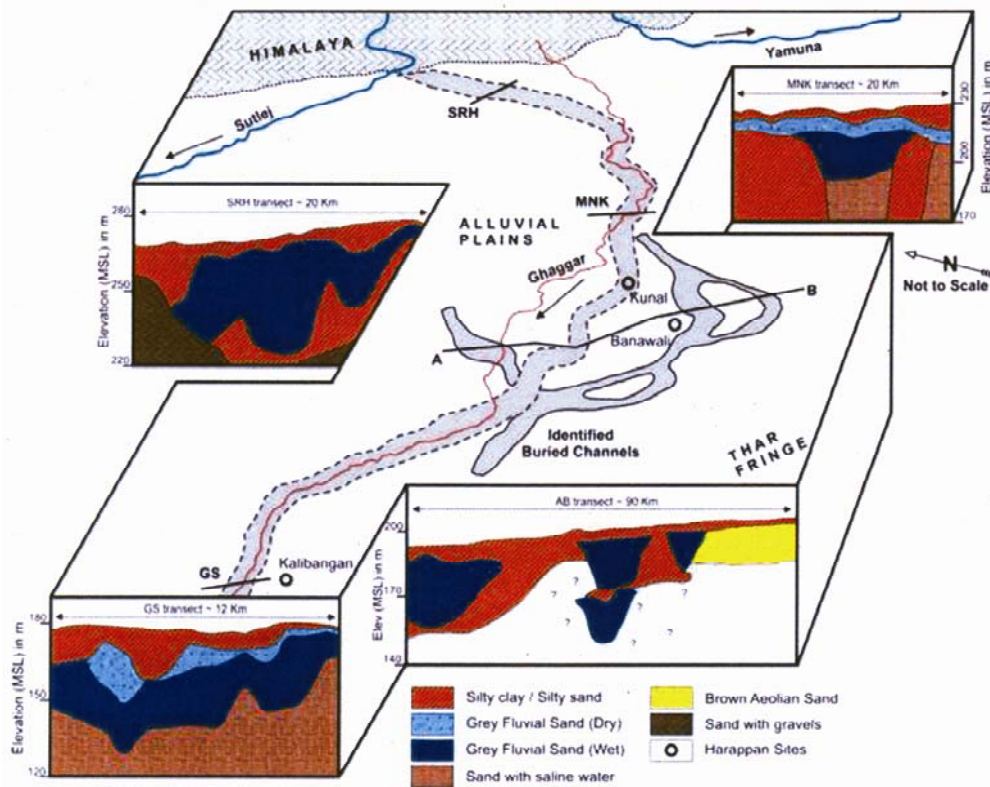 HIMALAYA
Yamuna
Sutlej
SRH
MNK transect ~ 20 Km
230
200
170
Elevation (MSL) in m
SRH transect ~ 20 Km
280
250
220
Elevation (MSL) in m
MNK
ALLUVIAL
PLAINS
Ghaggar
Kunal
N
Not to Scale
A
B
Banawali
Identified
Buried Channels
THAR
FRINGE
AB transect ~ 90 Km
200
170
140
Elev (MSL) in m
? ? ? ? ? ?
GS
Kalibangan
GS transect ~ 12 Km
180
150
120
Elevation (MSL) in m
Silty clay / Silty sand
Grey Fluvial Sand (Dry)
Grey Fluvial Sand (Wet)
Sand with saline water
Brown Aeolian Sand
Sand with gravels
Harappan Sites